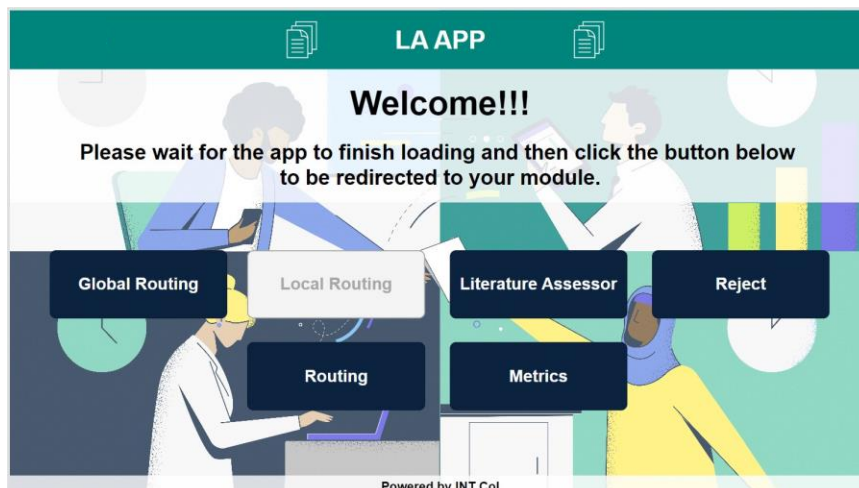 LA APP
Welcome!!!
Please wait for the app to finish loading and then click the button below
to be redirected to your module.
Global Routing
Local Routing
Literature Assessor
Reject
Routing
Metrics
Powered by INT Col